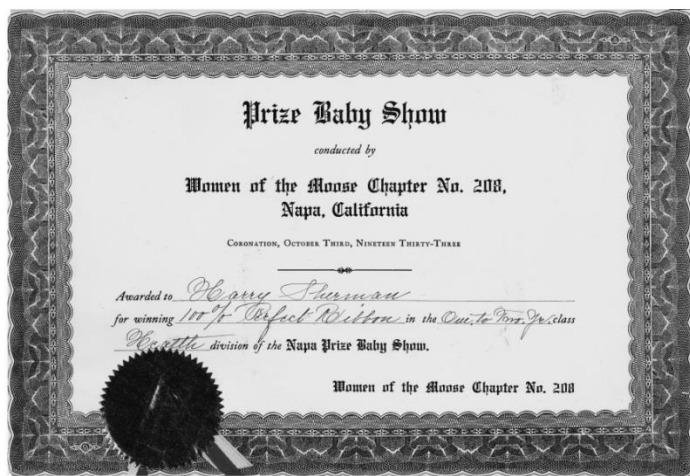 Prize Baby Show
conducted by
Women of the Moose Chapter No. 208,
Napa, California
Coronation, October Third, Nineteen Thirty-Three
Awarded to Harry Sherman
for winning 100% Perfect Ribbon in the One to Two Yr. class
Health division of the Napa Prize Baby Show.
Women of the Moose Chapter No. 208